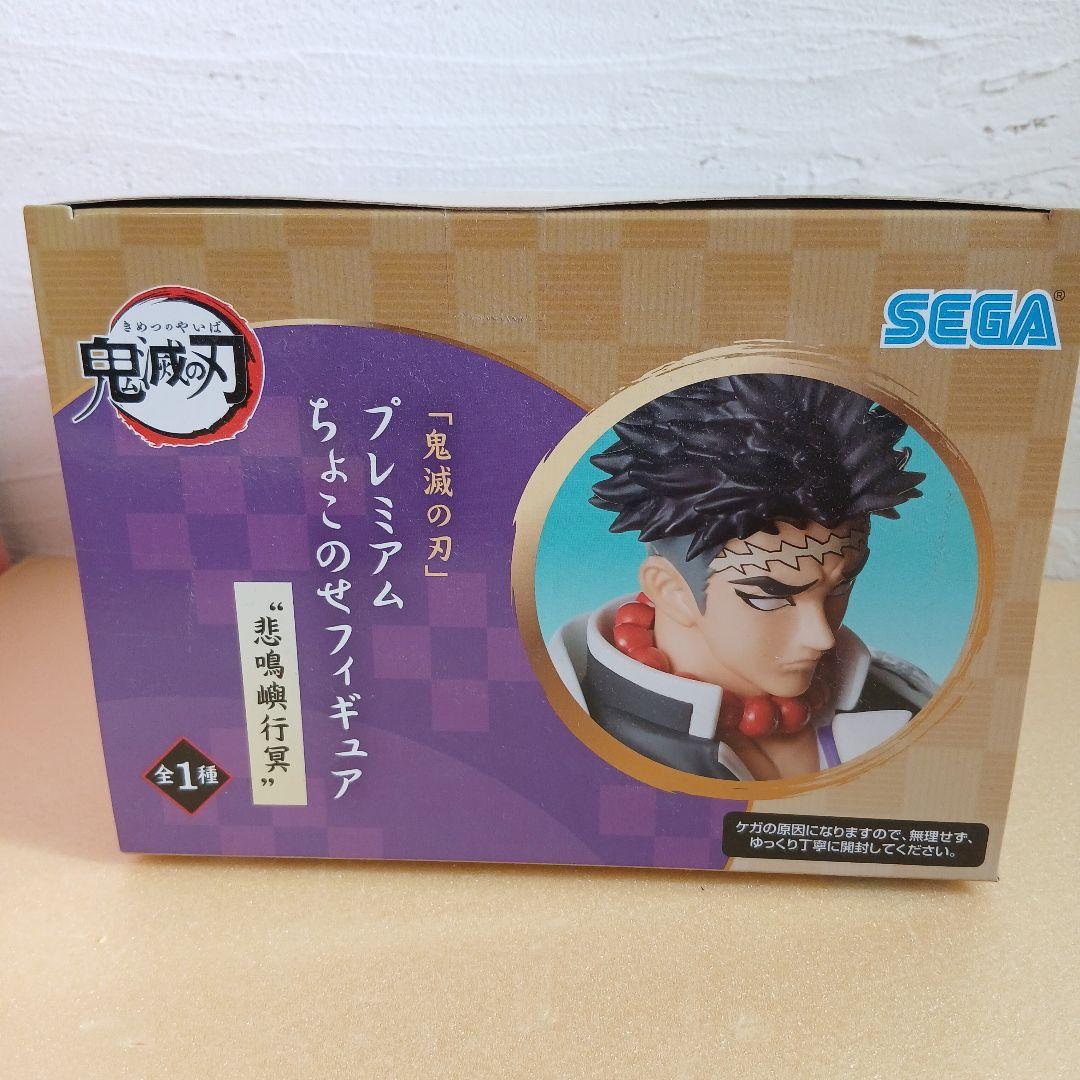 きめつのやいば
鬼滅の刃
SEGA®
「鬼滅の刃」
プレミアム
ちょこのせフィギュア
“悲鳴嶼行冥”
全1種
ケガの原因になりますので、無理せず、
ゆっくり丁寧に開封してください。